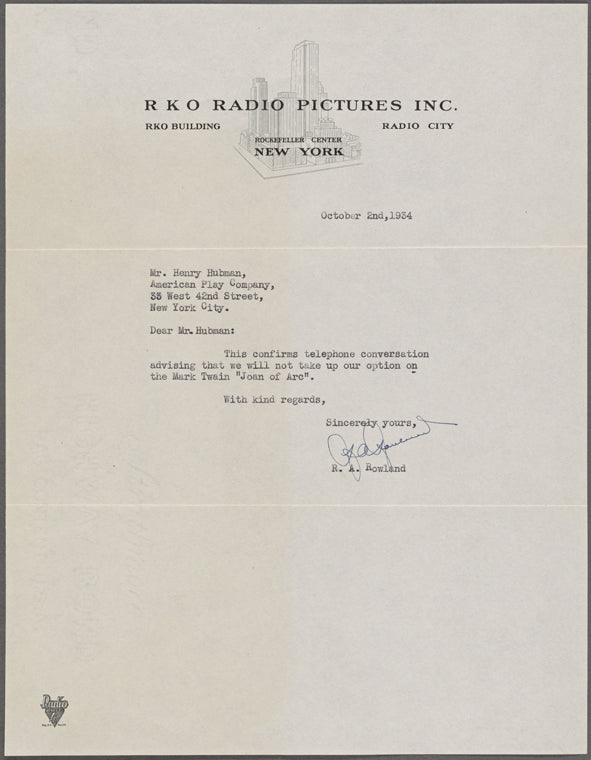 RKO RADIO PICTURES INC.
RKO BUILDING RADIO CITY
ROCKEFELLER CENTER
NEW YORK
October 2nd,1934
Mr. Henry Hubman,
American Play Company,
33 West 42nd Street,
New York City.
Dear Mr. Hubman:
This confirms telephone conversation
advising that we will not take up our option on
the Mark Twain "Joan of Arc".
With kind regards,
Sincerely yours,
R. A. Rowland
Radio